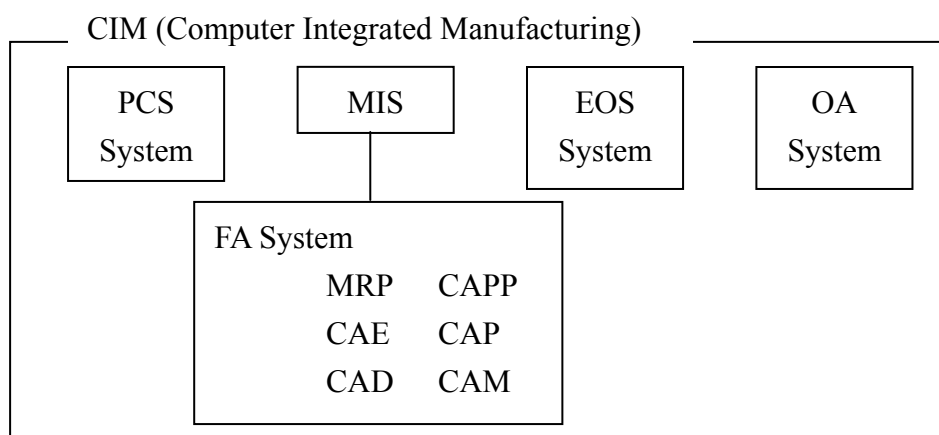 CIM (Computer Integrated Manufacturing)
PCS
System
MIS
EOS
System
OA
System
FA System
MRP CAPP
CAE CAP
CAD CAM